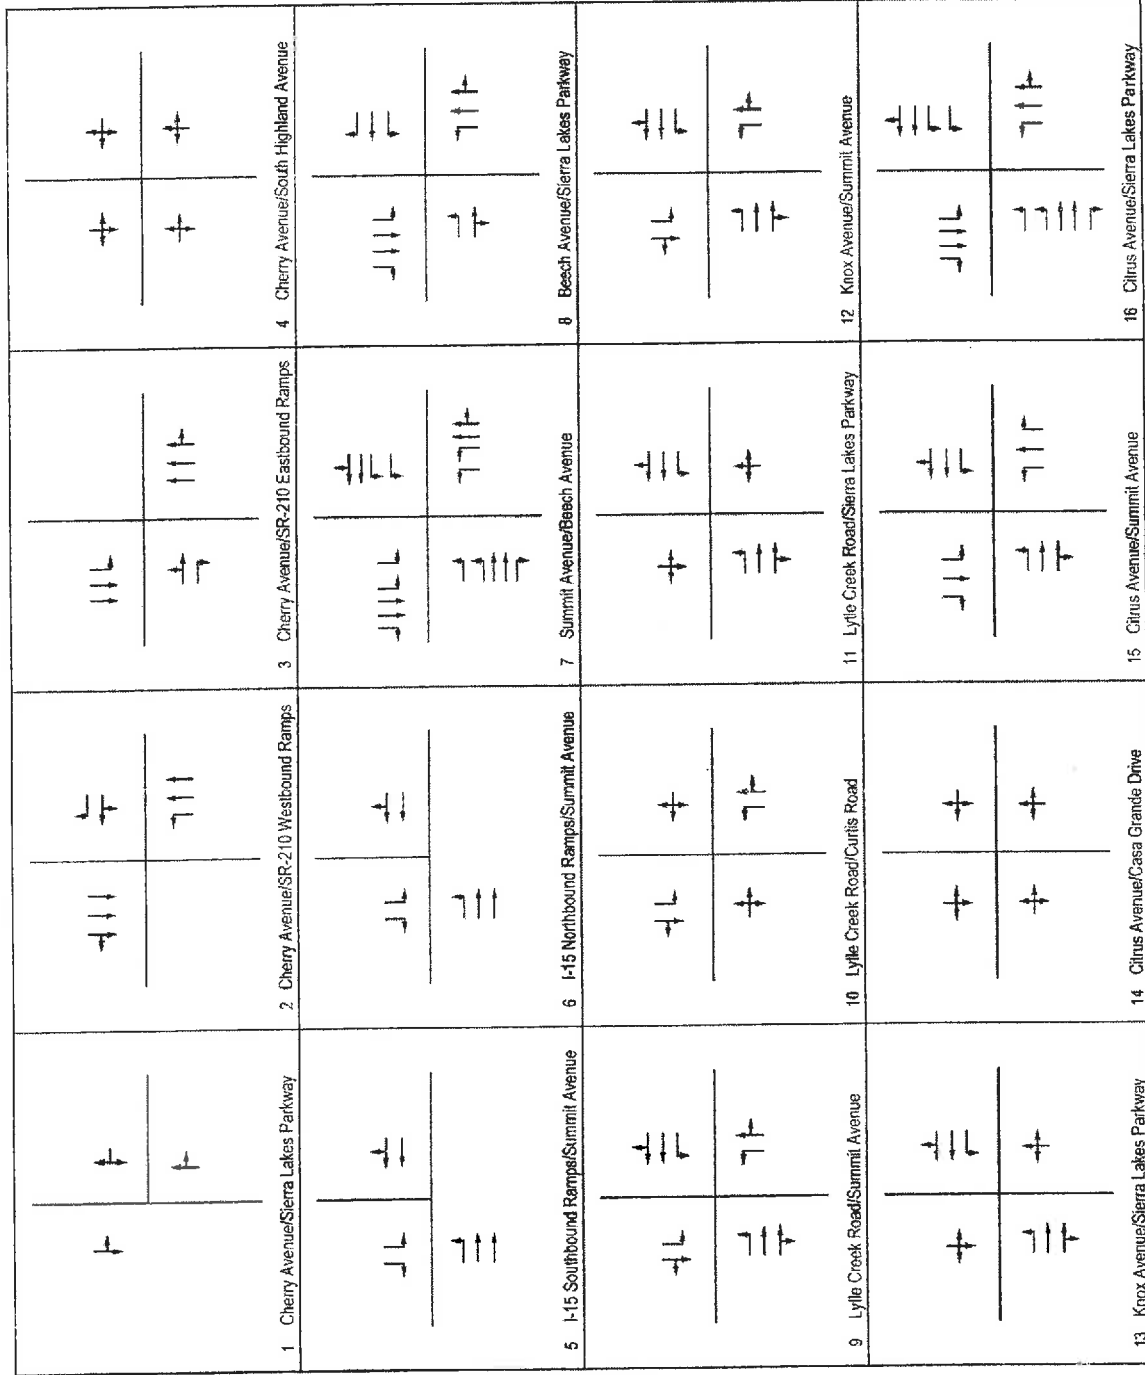 1 Cherry Avenue/Sierra Lakes Parkway
2 Cherry Avenue/SR-210 Westbound Ramps
3 Cherry Avenue/SR-210 Eastbound Ramps
4 Cherry Avenue/South Highland Avenue
5 I-15 Southbound Ramps/Summit Avenue
6 I-15 Northbound Ramps/Summit Avenue
7 Summit Avenue/Beech Avenue
8 Beech Avenue/Sierra Lakes Parkway
9 Lytle Creek Road/Summit Avenue
10 Lytle Creek Road/Curtis Road
11 Lytle Creek Road/Sierra Lakes Parkway
12 Knox Avenue/Summit Avenue
13 Knox Avenue/Sierra Lakes Parkway
14 Citrus Avenue/Casa Grande Drive
15 Citrus Avenue/Summit Avenue
16 Citrus Avenue/Sierra Lakes Parkway